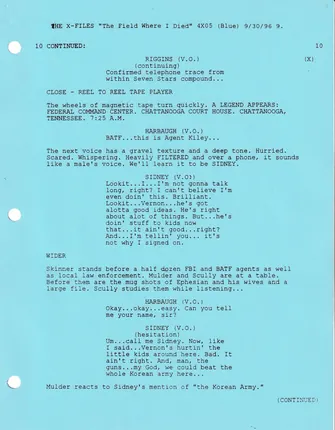 THE X-FILES "The Field Where I Died" 4X05 (Blue) 9/30/96 9.
10 CONTINUED: 10
RIGGINS (V.O.) (X)
(continuing)
Confirmed telephone trace from
within Seven Stars compound...
CLOSE - REEL TO REEL TAPE PLAYER
The wheels of magnetic tape turn quickly. A LEGEND APPEARS:
FEDERAL COMMAND CENTER. CHATTANOOGA COURT HOUSE. CHATTANOOGA,
TENNESSEE. 7:25 A.M.
HARBAUGH (V.O.)
BATF...this is Agent Kiley...
The next voice has a gravel texture and a deep tone. Hurried.
Scared. Whispering. Heavily FILTERED and over a phone, it sounds
like a male's voice. We'll learn it to be SIDNEY.
SIDNEY (V.O.)
Lookit...I...I'm not gonna talk
long, right? I can't believe I'm
even doin' this. Brilliant.
Lookit...Vernon...he's got
alotta good ideas. He's right
about alot of things. But...he's
doin' stuff to kids now
that...it ain't good...right?
And...I'm tellin' you... it's
not why I signed on.
WIDER
Skinner stands before a half dozen FBI and BATF agents as well
as local law enforcement. Mulder and Scully are at a table.
Before them are the mug shots of Ephesian and his wives and a
large file. Scully studies them while listening...
HARBAUGH (V.O.)
Okay...okay...easy. Can you tell
me your name, sir?
SIDNEY (V.O.)
(hesitation)
Um...call me Sidney. Now, like
I said...Vernon's hurtin' the
little kids around here. Bad. It
ain't right. And, man, the
guns...my God, we could beat the
whole Korean army here...
Mulder reacts to Sidney's mention of "the Korean Army."
(CONTINUED)